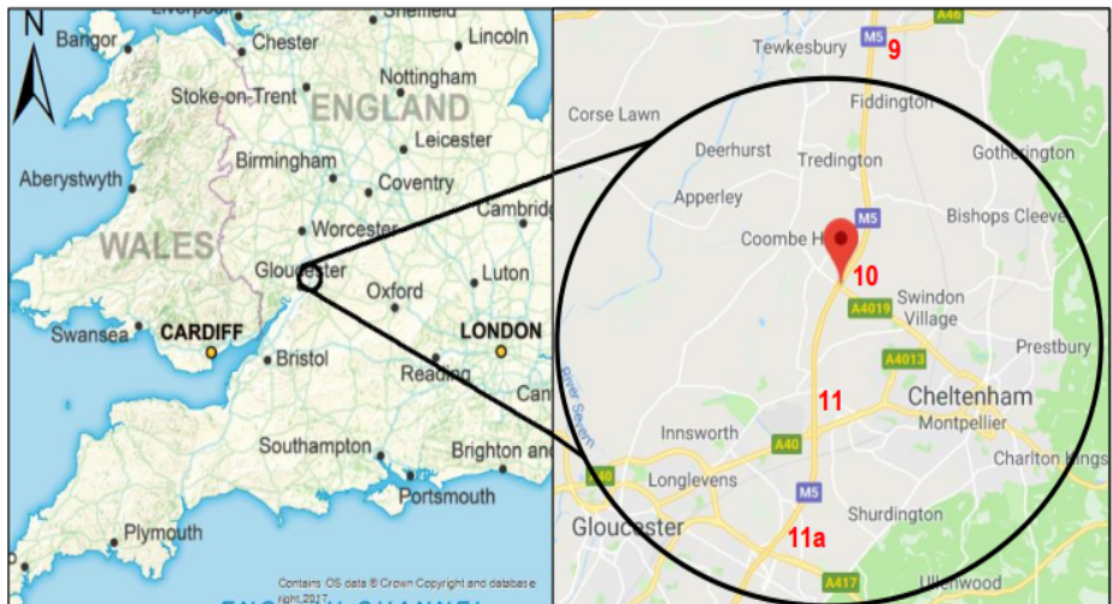 N
Liverpool
Sheffield
Bangor
Chester
Lincoln
Nottingham
Stoke-on-Trent
ENGLAND
Leicester
Birmingham
Aberystwyth
Coventry
Cambridg
Worcester
WALES
Gloucester
Luton
Oxford
Swansea
CARDIFF
LONDON
Bristol
Reading
Can
Southampton
Brighton and
Portsmouth
Plymouth
Contains OS data © Crown Copyright and database
right 2017
A46
M5
9
Tewkesbury
Fiddington
Corse Lawn
Deerhurst
Tredington
Gotherington
Apperley
M5
Bishops Cleeve
Coombe H
10
Swindon
Village
A4019
Prestbury
A4013
River Severn
11
Cheltenham
Montpellier
Innsworth
A40
Charlton Kings
A40
Longlevens
M5
Shurdington
Gloucester
11a
A417
Ullenwood